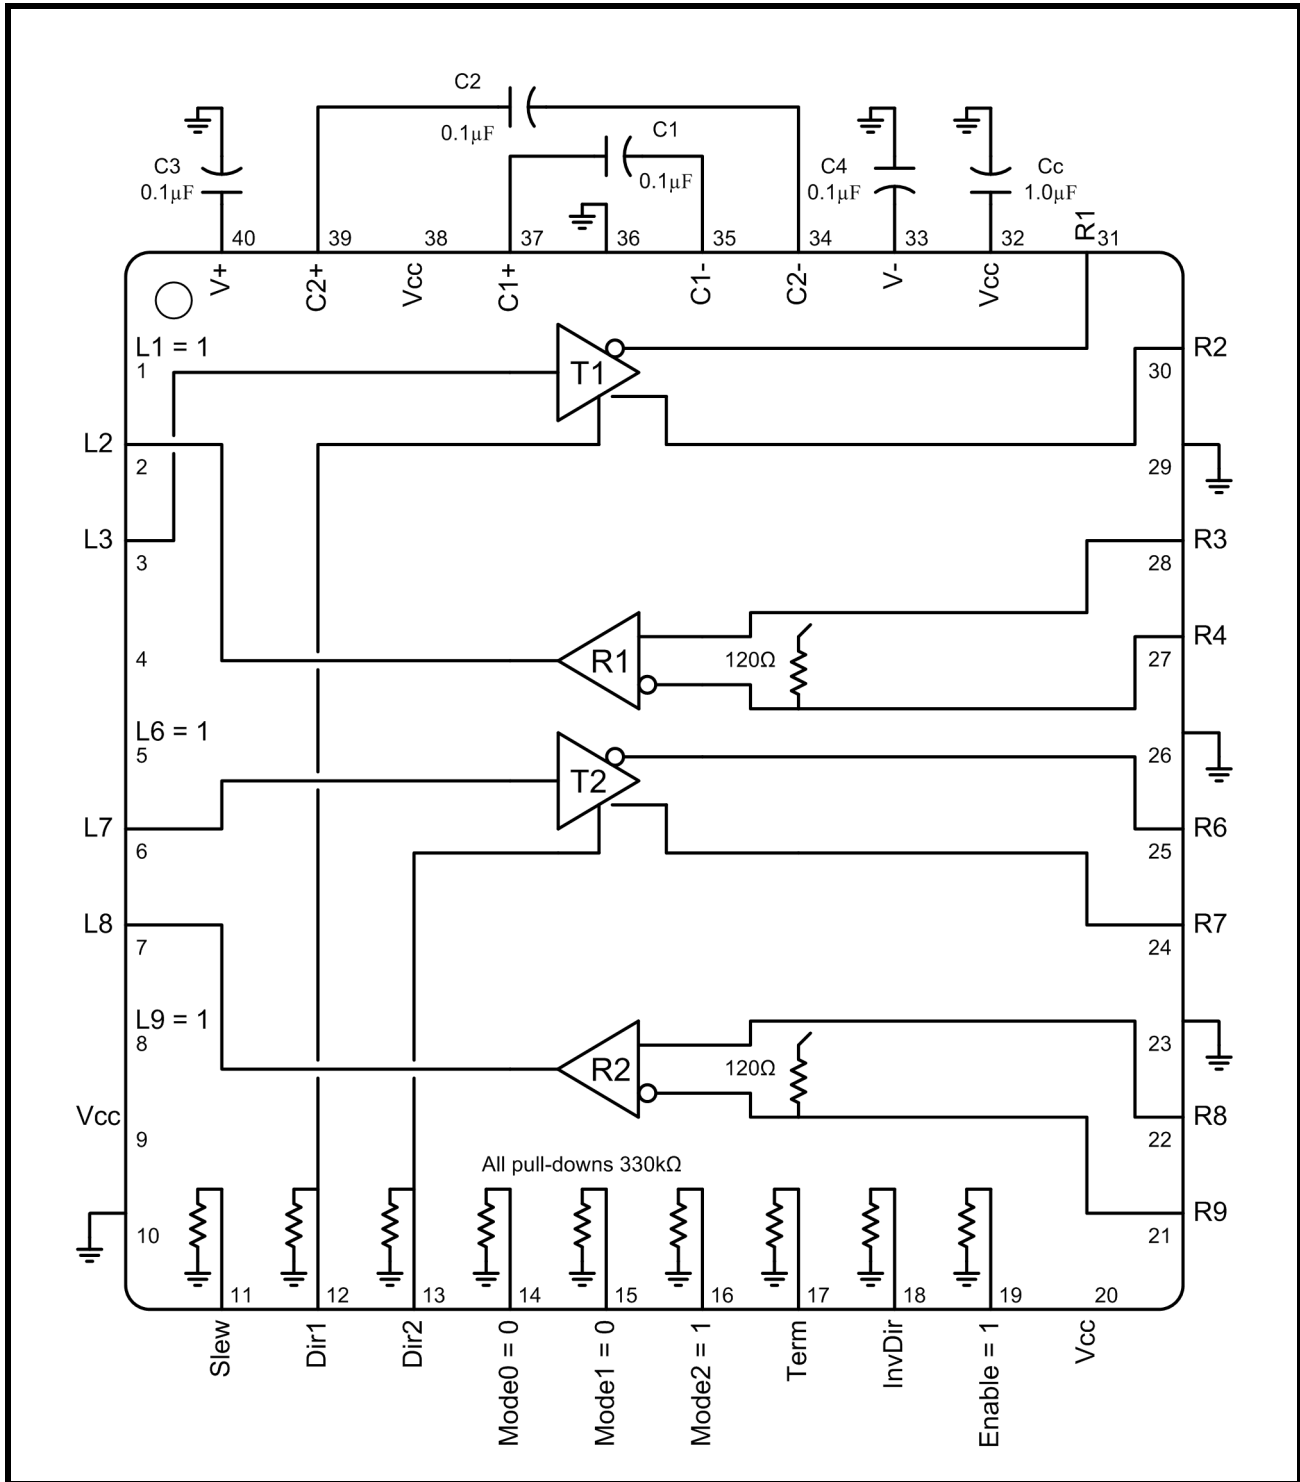 C2
0.1µF
C1
0.1µF
C3
0.1µF
C4
0.1µF
Cc
1.0µF
R1
40
39
38
37
36
35
34
33
32
31
V+
C2+
Vcc
C1+
C1-
C2-
V-
Vcc
L1 = 1
1
T1
R2
30
L2
2
29
L3
3
R3
28
4
R1
120Ω
R4
27
L6 = 1
5
T2
26
L7
6
R6
25
L8
7
R7
24
L9 = 1
8
R2
120Ω
23
Vcc
9
R8
22
All pull-downs 330kΩ
10
R9
21
11
12
13
14
15
16
17
18
19
20
Slew
Dir1
Dir2
Mode0 = 0
Mode1 = 0
Mode2 = 1
Term
InvDir
Enable = 1
Vcc